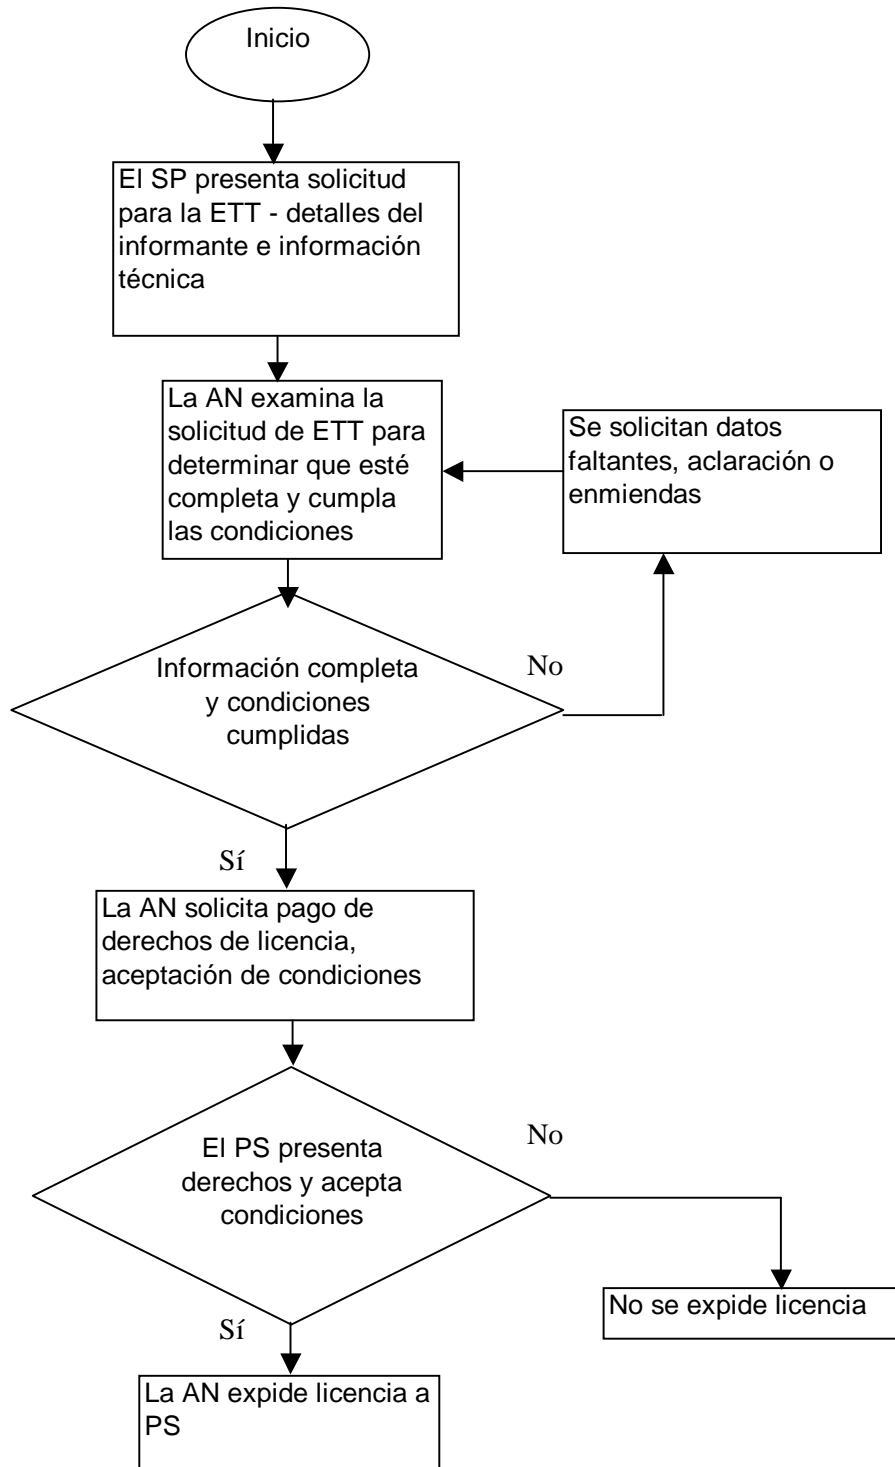 Inicio
El SP presenta solicitud
para la ETT - detalles del
informante e información
técnica
La AN examina la
solicitud de ETT para
determinar que esté
completa y cumpla
las condiciones
Se solicitan datos
faltantes, aclaración o
enmiendas
Información completa
y condiciones
cumplidas
No
Sí
La AN solicita pago de
derechos de licencia,
aceptación de condiciones
El PS presenta
derechos y acepta
condiciones
No
No se expide licencia
Sí
La AN expide licencia a
PS